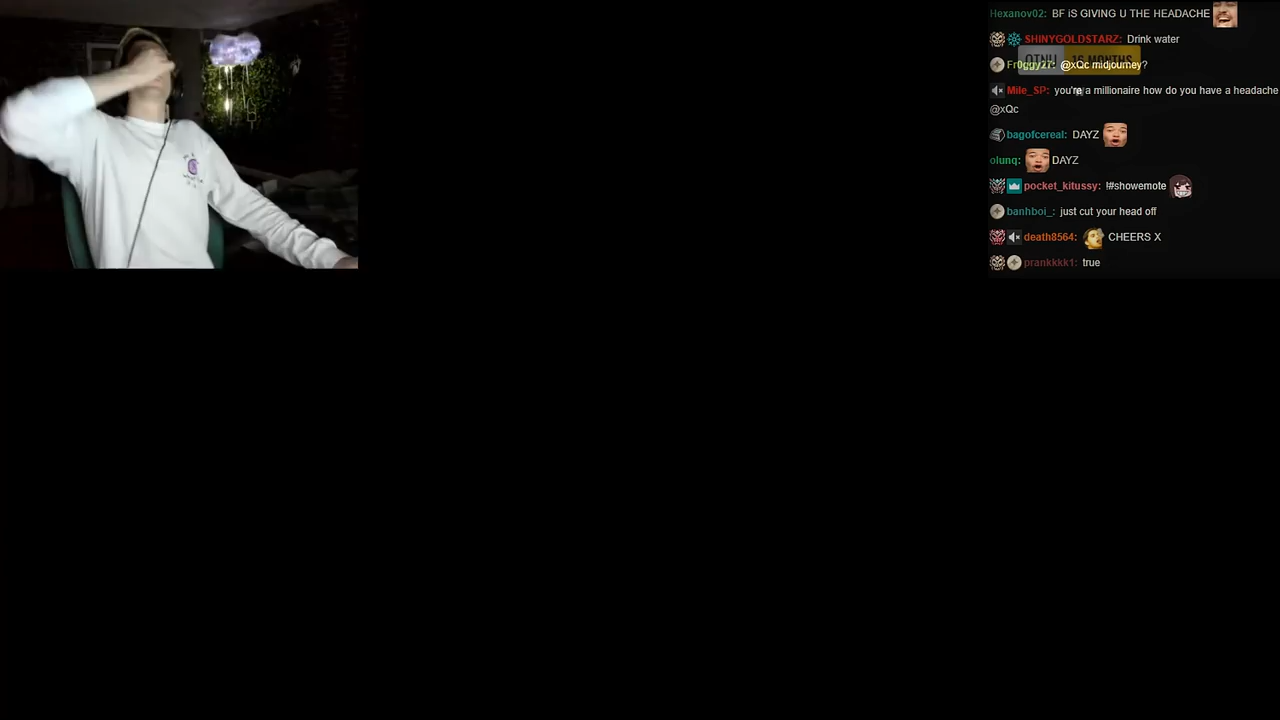 Hexanov02: BF iS GIVING U THE HEADACHE
SHINYGOLDSTARZ: Drink water
Fr0ggyz7: @xQc midjourney?
Mile_SP: you're a millionaire how do you have a headache
@xQc
bagofcereal: DAYZ
olunq: DAYZ
pocket_kitussy: !#showemote
banhboi_: just cut your head off
death8564: CHEERS X
prankkkk1: true